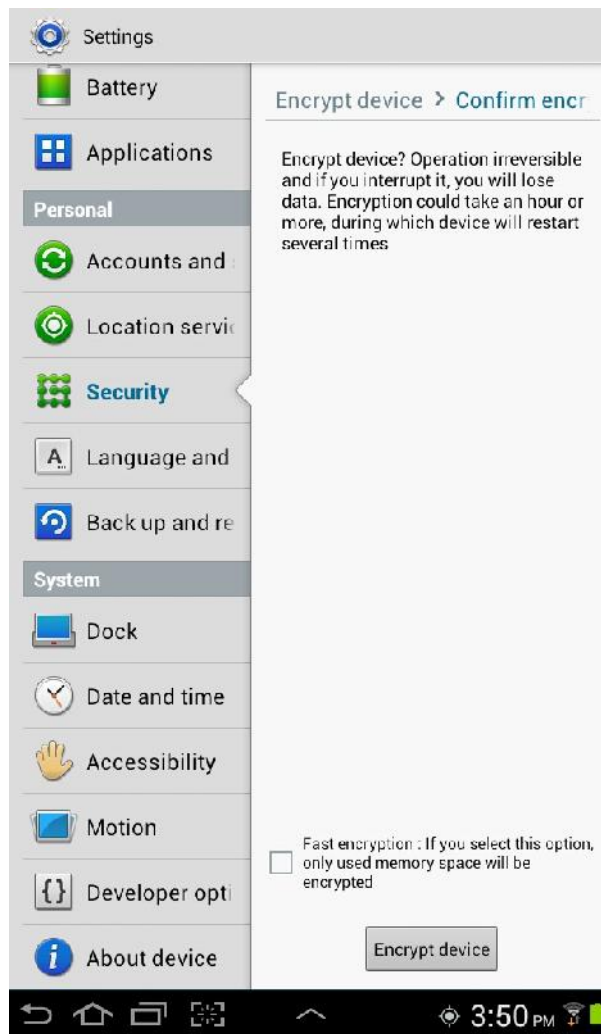 Settings
Battery
Applications
Personal
Accounts and
Location servi
Security
Language and
Back up and re
System
Dock
Date and time
Accessibility
Motion
{} Developer opti
About device
Encrypt device > Confirm encr
Encrypt device? Operation irreversible
and if you interrupt it, you will lose
data. Encryption could take an hour or
more, during which device will restart
several times
Fast encryption : If you select this option,
only used memory space will be
encrypted
Encrypt device
3:50 PM